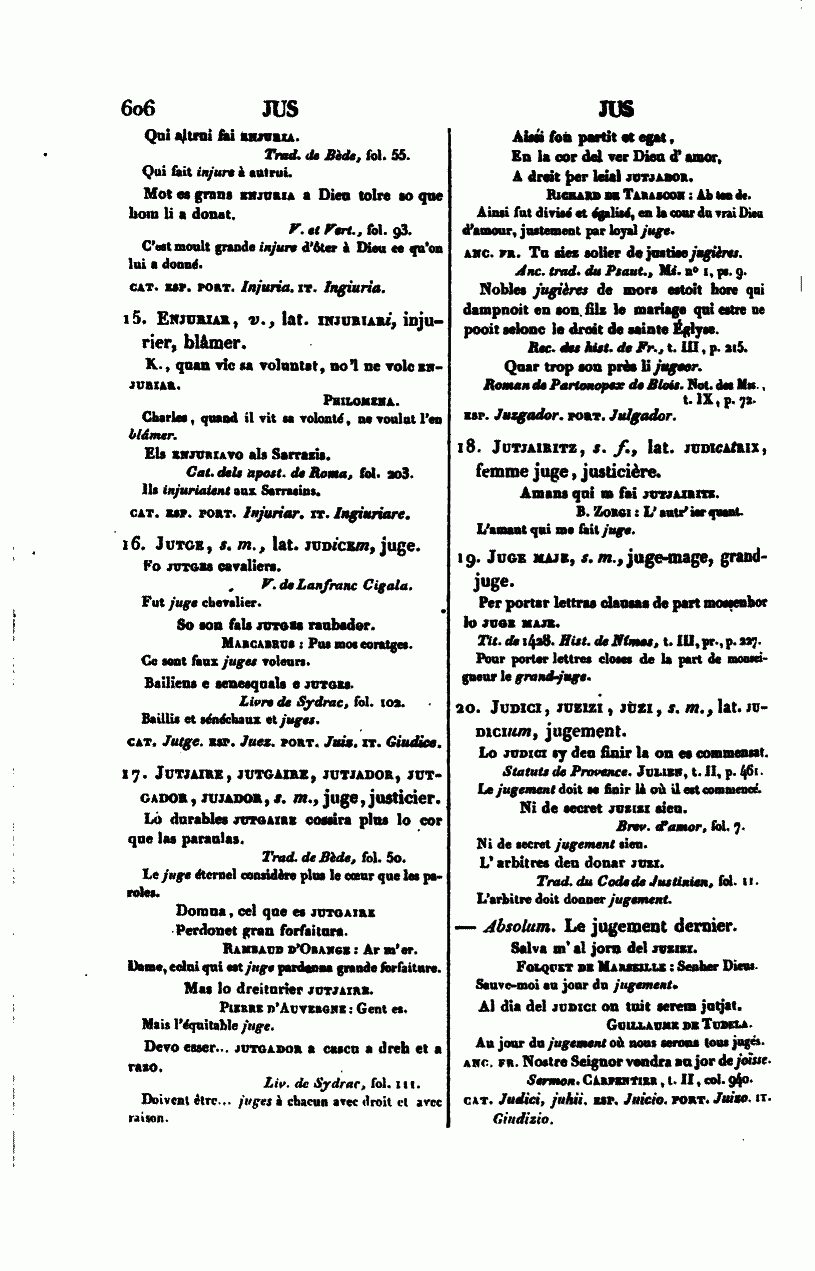 606 JUS JUS
Qui altrui fai ENJURIA.
Trad. de Bède, fol. 55.
Qui fait injure à autrui.
Mot es grans ENJURIA a Dieu tolre so que
hom li a donat.
V. et Vert., fol. 93.
C'est moult grande injure d'ôter à Dieu ce qu'on
lui a donné.
CAT. ESP. PORT. Injuria. IT. Ingiuria.
15. ENJURIAR, v., lat. INJURIARi, inju-
rier, blâmer.
K., quan vic sa voluntat, no'l ne volc EN-
JURIAR.
PHILOMENA.
Charles, quand il vit sa volonté, ne voulut l'en
blâmer.
Els ENJURIAVO als Sarrasis.
Cat. dels apost. de Roma, fol. 203.
Ils injuriaient aux Sarrasins.
CAT. ESP. PORT. Injuriar. IT. Ingiuriare.
16. JUTGE, s. m., lat. JUDICEm, juge.
Fo JUTGES cavaliers.
V. de Lanfranc Cigala.
Fut juge chevalier.
So son fals JUTGES raubador.
MARCABRUS : Pus mos coratges.
Ce sont faux juges voleurs.
Bailiens e senesquals e JUTGES.
Livre de Sydrac, fol. 102.
Baillis et sénéchaux et juges.
CAT. Jutge. ESP. Juez. PORT. Juis. IT. Giudice.
17. JUTJAIRE, JUTGAIRE, JUTJADOR, JUT-
GADOR, JUJADOR, s. m., juge, justicier.
Lo durables JUTGAIRE cossira plus lo cor
que las paraulas.
Trad. de Bède, fol. 50.
Le juge éternel considère plus le cœur que les pa-
roles.
Domna, cel que es JUTGAIRE
Perdonet gran forfaitura.
RAMBAUD D'ORANGE : Ar m'er.
Dame, celui qui est juge pardonna grande forfaiture.
Mas lo dreiturier JUTJAIRE.
PIERRE D'AUVERGNE : Gent es.
Mais l'équitable juge.
Devo esser... JUTGADOR a cascu a dreh et a
razo.
Liv. de Sydrac, fol. 111.
Doivent être... juges à chacun avec droit et avec
raison.
Aissi fon partit et egat,
En la cor del ver Dieu d'amor,
A dreit per leial JUTJADOR.
RICHARD DE TARASCON : Ab tan de.
Ainsi fut divisé et égalisé, en la cour du vrai Dieu
d'amour, justement par loyal juge.
ANC. FR. Tu siez solier de justise jugières.
Anc. trad. du Psaut., Ms. n° 1, ps. 9.
Nobles jugières de mors estoit hore qui
dampnoit en son filz le mariage qui estre ne
pooit selonc le droit de sainte Églyse.
Rec. des hist. de Fr., t. III, p. 215.
Quar trop son près li jugeor.
Roman de Partonopex de Blois. Not. des Mss.,
t. IX, p. 72.
ESP. Juzgador. PORT. Julgador.
18. JUTJAIRITZ, s. f., lat. JUDICATRIX,
femme juge, justicière.
Amans qui m fai JUTJAIRITZ.
B. ZORGI : L'autr'ier quant.
L'amant qui me fait juge.
19. JUGE MAJE, s. m., juge-mage, grand-
juge.
Per portar lettras clausas de part mossenhor
lo JUGE MAJE.
Tit. de 1428. Hist. de Nîmes, t. III, pr., p. 227.
Pour porter lettres closes de la part de monsei-
gneur le grand-juge.
20. JUDICI, JUZIZI, JÙZI, s. m., lat. JU-
DICIum, jugement.
Lo JUDICI sy deu finir la on es commensat.
Statuts de Provence. JULIEN, t. II, p. 461.
Le jugement doit se finir là où il est commencé.
Ni de secret JUZIZI sieu.
Brev. d'amor, fol. 7.
Ni de secret jugement sien.
L'arbitres deu donar JUZI.
Trad. du Code de Justinien, fol. 11.
L'arbitre doit donner jugement.
— Absolum. Le jugement dernier.
Salva m'al jorn del JUZIZI.
FOLQUET DE MARSEILLE : Senher Dieus.
Sauve-moi au jour du jugement.
Al dia del JUDICI on tuit serem jutjat.
GUILLAUME DE TUDELA.
Au jour du jugement où nous serons tous jugés.
ANC. FR. Nostre Seignor vendra au jor de joïsse.
Sermon. CARPENTIER, t. II, col. 940.
CAT. Judici, juhii. ESP. Juicio. PORT. Juizo. IT.
Giudizio.